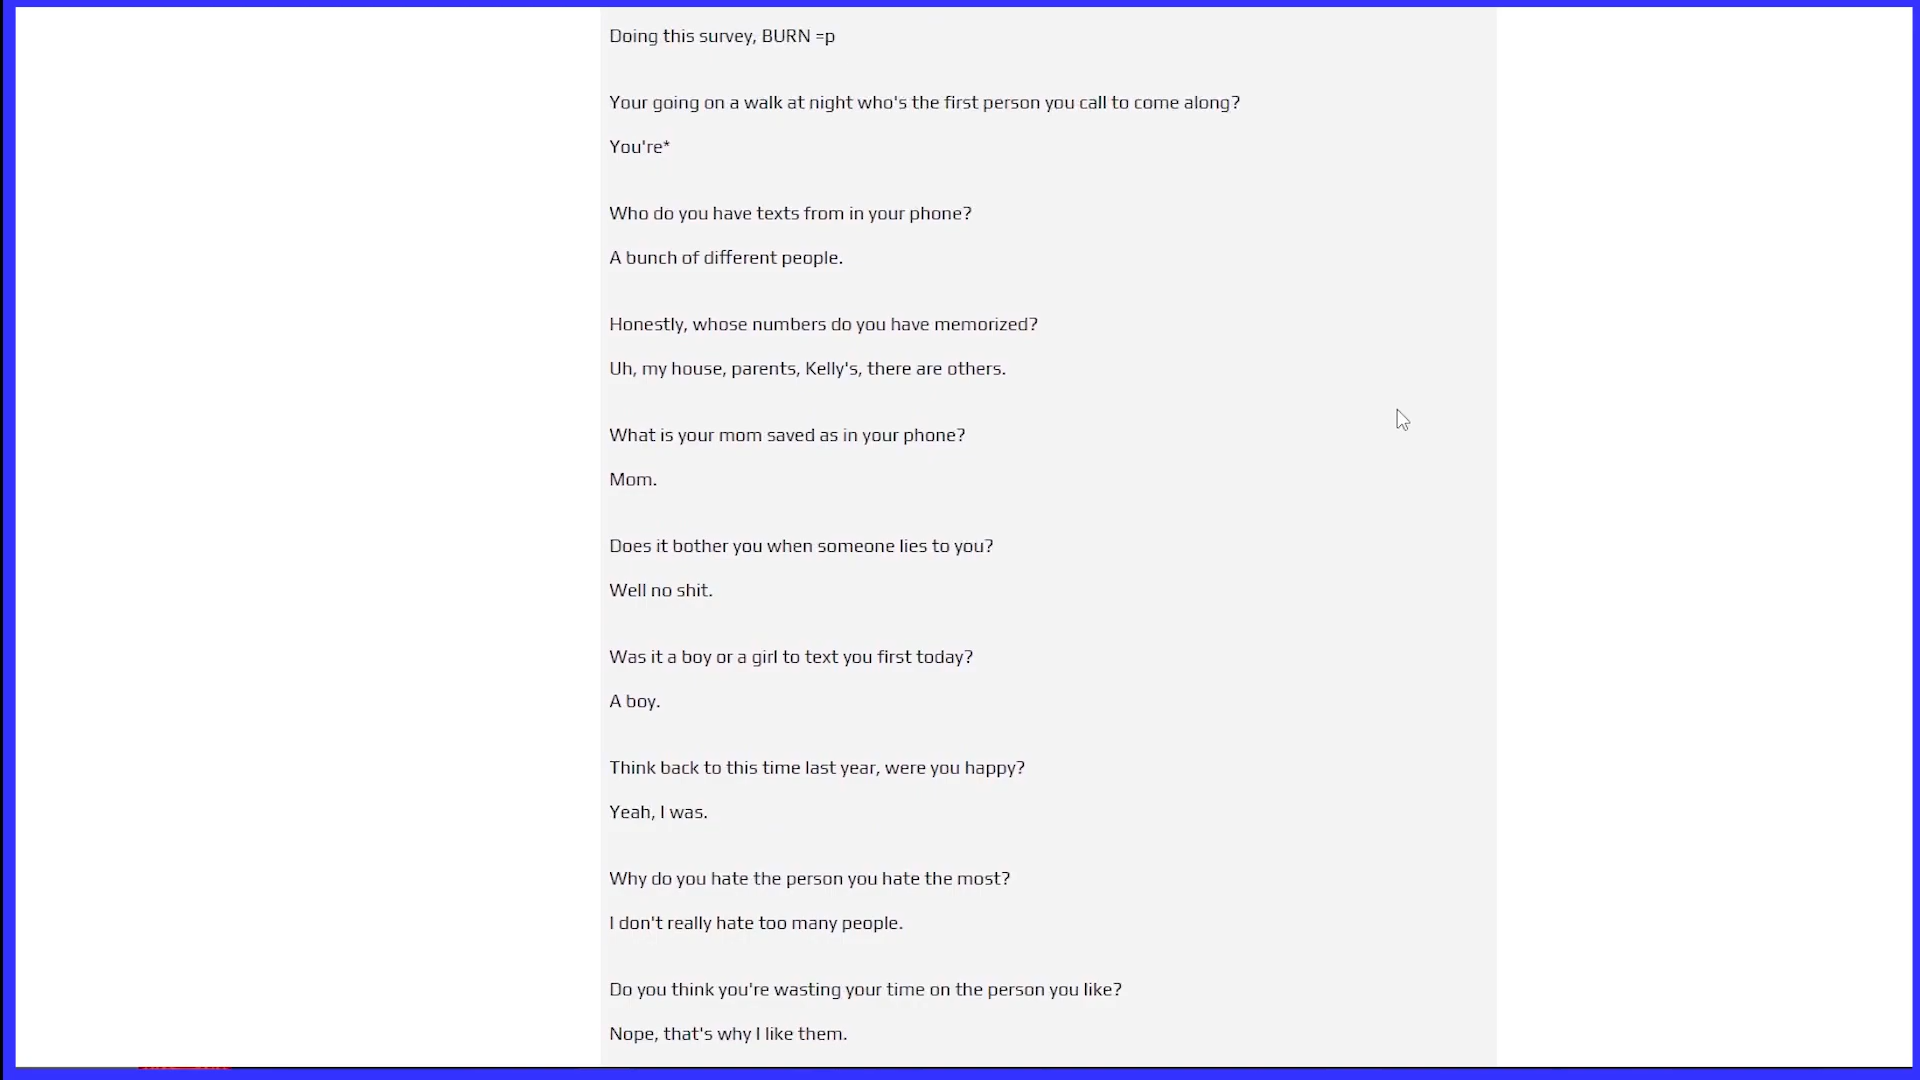 Doing this survey, BURN =p
Your going on a walk at night who's the first person you call to come along?
You're*
Who do you have texts from in your phone?
A bunch of different people.
Honestly, whose numbers do you have memorized?
Uh, my house, parents, Kelly's, there are others.
What is your mom saved as in your phone?
Mom.
Does it bother you when someone lies to you?
Well no shit.
Was it a boy or a girl to text you first today?
A boy.
Think back to this time last year, were you happy?
Yeah, I was.
Why do you hate the person you hate the most?
I don't really hate too many people.
Do you think you're wasting your time on the person you like?
Nope, that's why I like them.